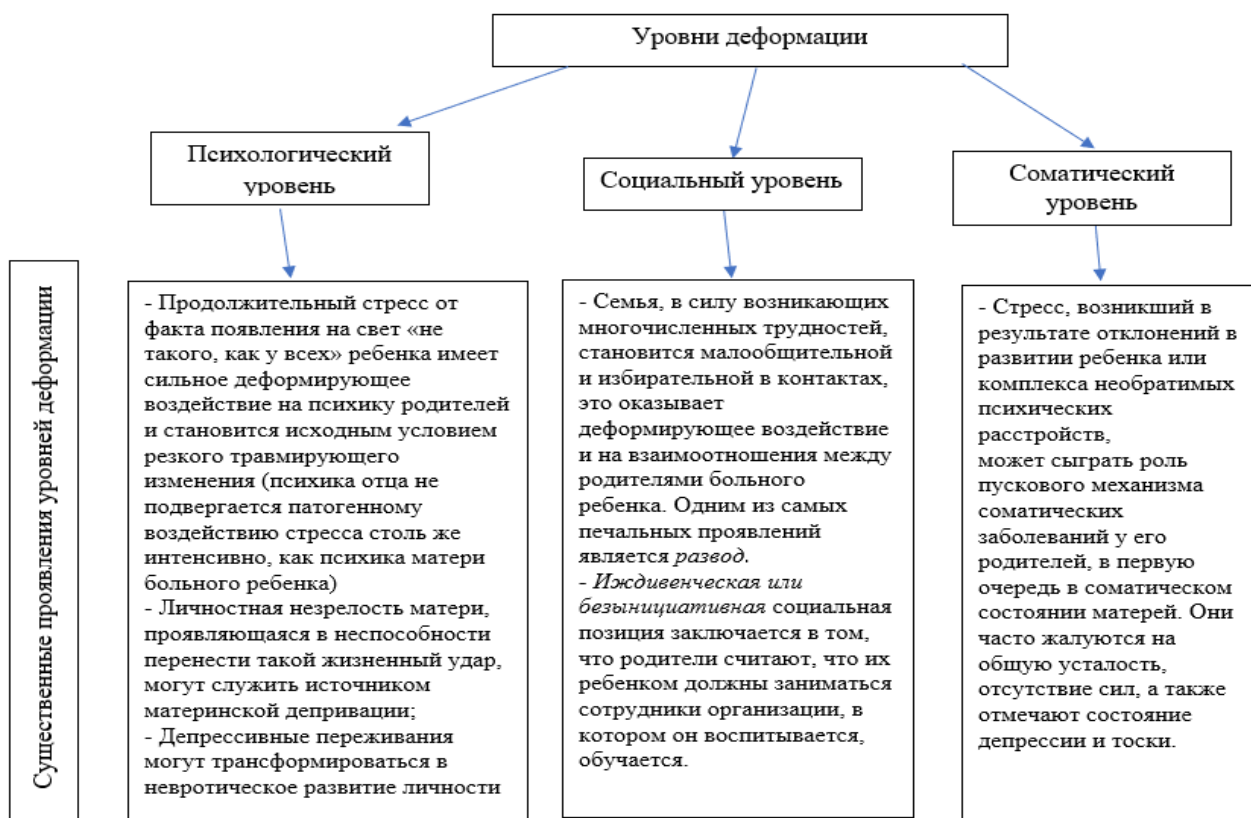 Уровни деформации
Психологический
уровень
Социальный уровень
Соматический
уровень
Существенные проявления уровней деформации
- Продолжительный стресс от
факта появления на свет «не
такого, как у всех» ребенка имеет
сильное деформирующее
воздействие на психику родителей
и становится исходным условием
резкого травмирующего
изменения (психика отца не
подвергается патогенному
воздействию стресса столь же
интенсивно, как психика матери
больного ребенка)
- Личностная незрелость матери,
проявляющаяся в неспособности
перенести такой жизненный удар,
могут служить источником
материнской депривации;
- Депрессивные переживания
могут трансформироваться в
невротическое развитие личности
- Семья, в силу возникающих
многочисленных трудностей,
становится малообщительной
и избирательной в контактах,
это оказывает
деформирующее воздействие
и на взаимоотношения между
родителями больного
ребенка. Одним из самых
печальных проявлений
является развод.
- Иждивенческая или
безынициативная социальная
позиция заключается в том,
что родители считают, что их
ребенком должны заниматься
сотрудники организации, в
котором он воспитывается,
обучается.
- Стресс, возникший в
результате отклонений в
развитии ребенка или
комплекса необратимых
психических
расстройств,
может сыграть роль
пускового механизма
соматических
заболеваний у его
родителей, в первую
очередь в соматическом
состоянии матерей. Они
часто жалуются на
общую усталость,
отсутствие сил, а также
отмечают состояние
депрессии и тоски.